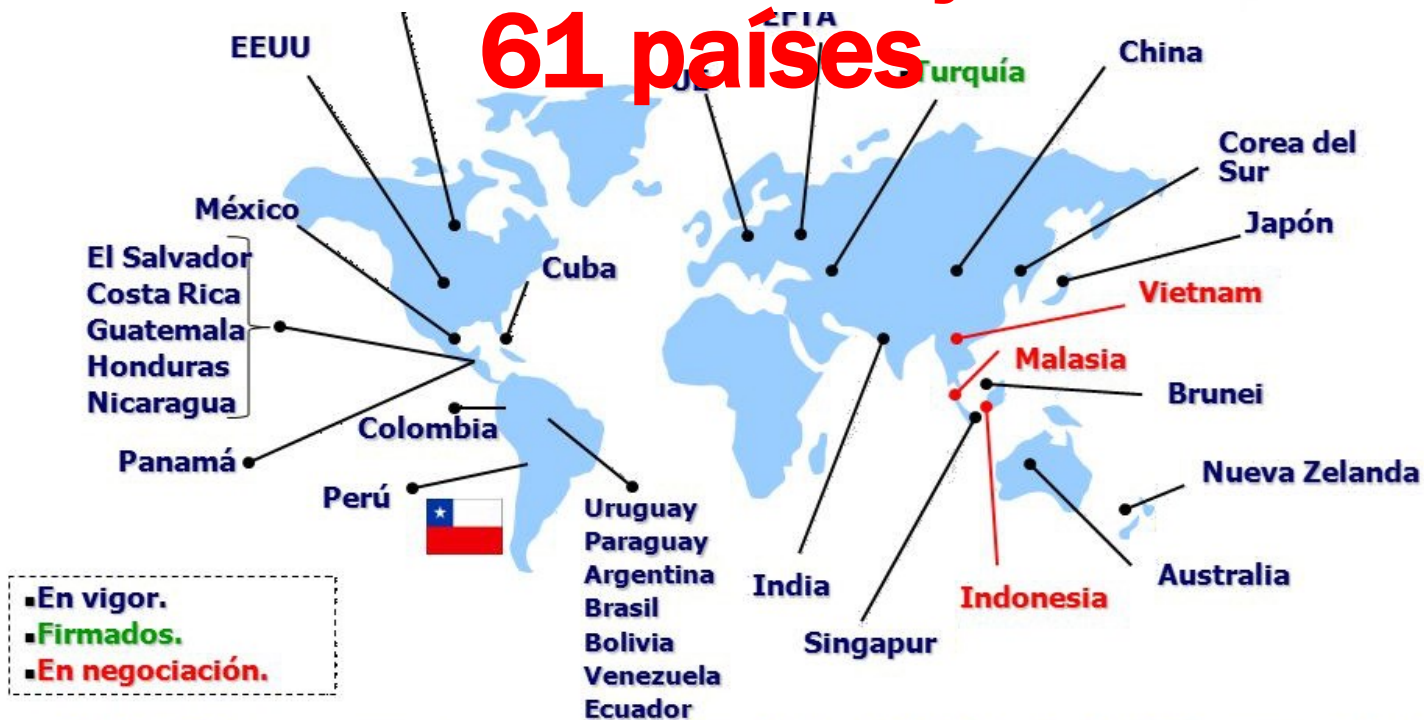 61 países
EFTA
EEUU
UE
Turquía
China
Corea del
Sur
México
Japón
El Salvador
Costa Rica
Guatemala
Honduras
Nicaragua
Cuba
Vietnam
Malasia
Brunei
Colombia
Panamá
Perú
Nueva Zelanda
Uruguay
Paraguay
Argentina
Brasil
Bolivia
Venezuela
Ecuador
India
Singapur
Indonesia
Australia
▪En vigor.
▪Firmados.
▪En negociación.